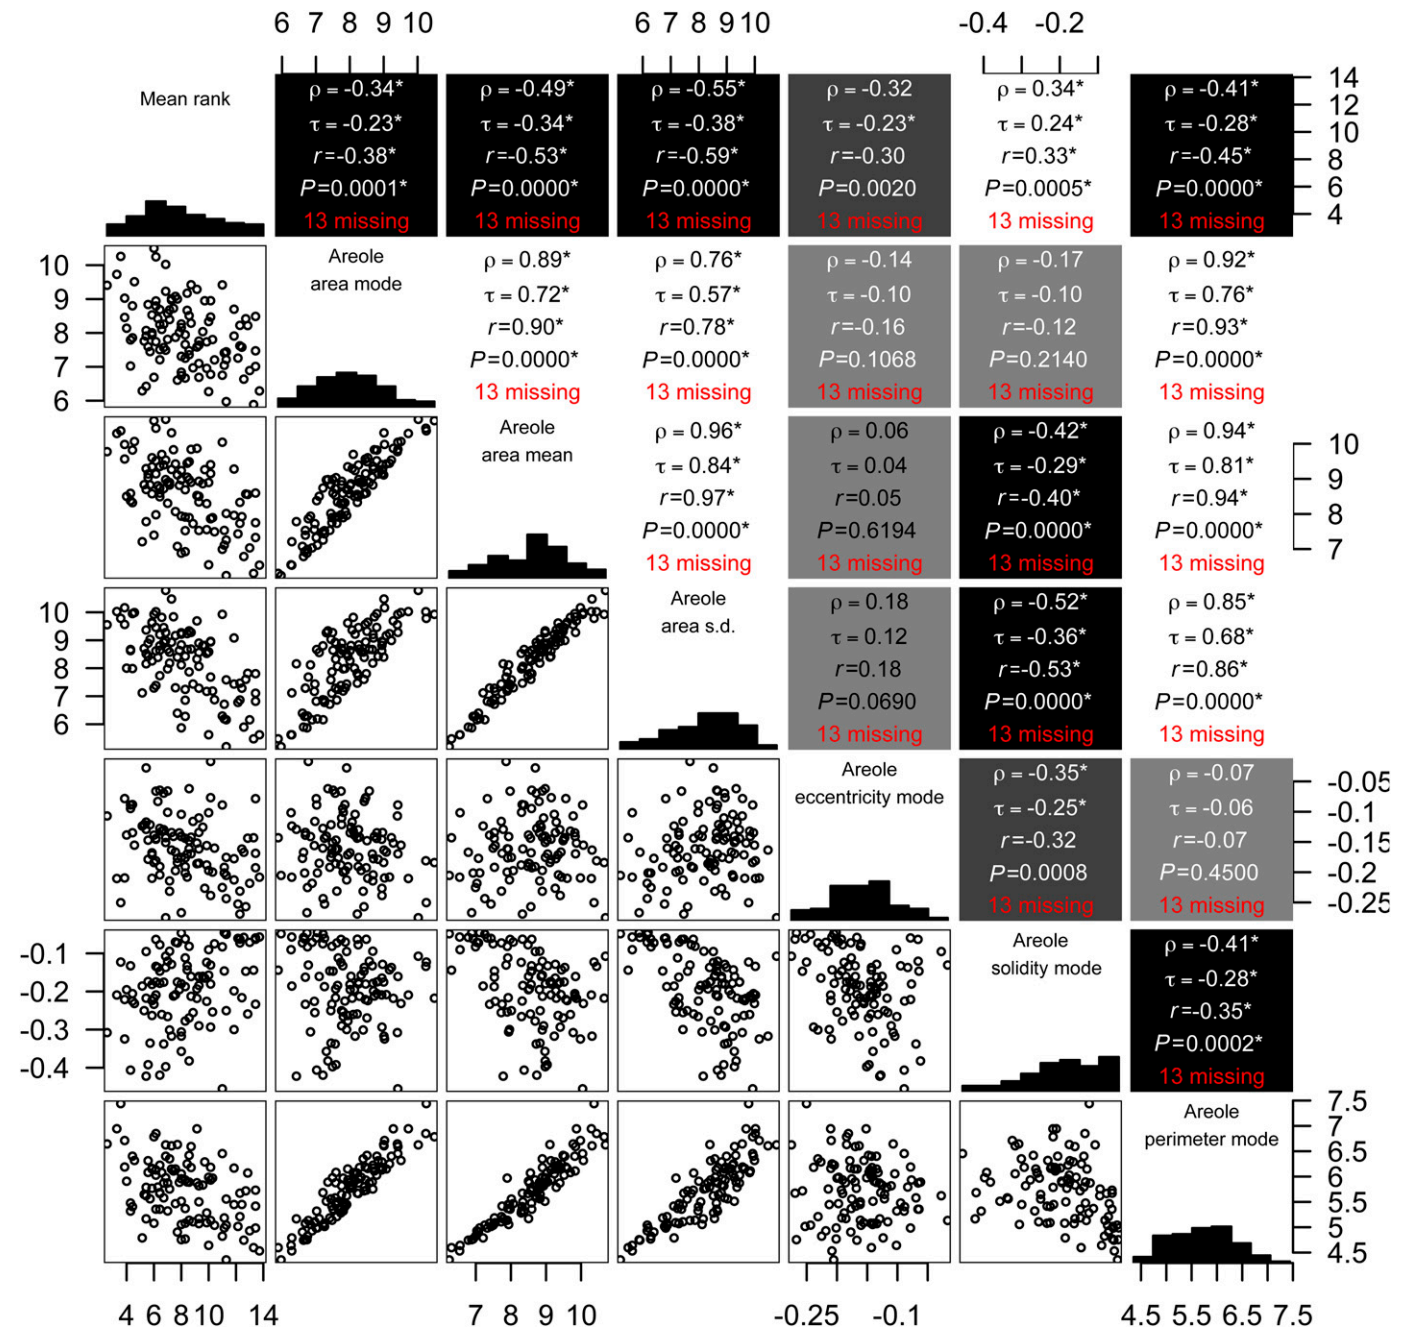 6 7 8 9 10 6 7 8 9 10 -0.4 -0.2
Mean rank
ρ = -0.34*
τ = -0.23*
r=-0.38*
P=0.0001*
13 missing
ρ = -0.49*
τ = -0.34*
r=-0.53*
P=0.0000*
13 missing
ρ = -0.55*
τ = -0.38*
r=-0.59*
P=0.0000*
13 missing
ρ = -0.32
τ = -0.23*
r=-0.30
P=0.0020
13 missing
ρ = 0.34*
τ = 0.24*
r=0.33*
P=0.0005*
13 missing
ρ = -0.41*
τ = -0.28*
r=-0.45*
P=0.0000*
13 missing
14
12
10
8
6
4
10
9
8
7
6
Areole
area mode
ρ = 0.89*
τ = 0.72*
r=0.90*
P=0.0000*
13 missing
ρ = 0.76*
τ = 0.57*
r=0.78*
P=0.0000*
13 missing
ρ = -0.14
τ = -0.10
r=-0.16
P=0.1068
13 missing
ρ = -0.17
τ = -0.10
r=-0.12
P=0.2140
13 missing
ρ = 0.92*
τ = 0.76*
r=0.93*
P=0.0000*
13 missing
Areole
area mean
ρ = 0.96*
τ = 0.84*
r=0.97*
P=0.0000*
13 missing
ρ = 0.06
τ = 0.04
r=0.05
P=0.6194
13 missing
ρ = -0.42*
τ = -0.29*
r=-0.40*
P=0.0000*
13 missing
ρ = 0.94*
τ = 0.81*
r=0.94*
P=0.0000*
13 missing
10
9
8
7
10
9
8
7
6
Areole
area s.d.
ρ = 0.18
τ = 0.12
r=0.18
P=0.0690
13 missing
ρ = -0.52*
τ = -0.36*
r=-0.53*
P=0.0000*
13 missing
ρ = 0.85*
τ = 0.68*
r=0.86*
P=0.0000*
13 missing
Areole
eccentricity mode
ρ = -0.35*
τ = -0.25*
r=-0.32
P=0.0008
13 missing
ρ = -0.07
τ = -0.06
r=-0.07
P=0.4500
13 missing
-0.05
-0.1
-0.15
-0.2
-0.25
-0.1
-0.2
-0.3
-0.4
Areole
solidity mode
ρ = -0.41*
τ = -0.28*
r=-0.35*
P=0.0002*
13 missing
Areole
perimeter mode
7.5
7
6.5
6
5.5
5
4.5
4 6 8 10 14 7 8 9 10 -0.25 -0.1 4.5 5.5 6.5 7.5